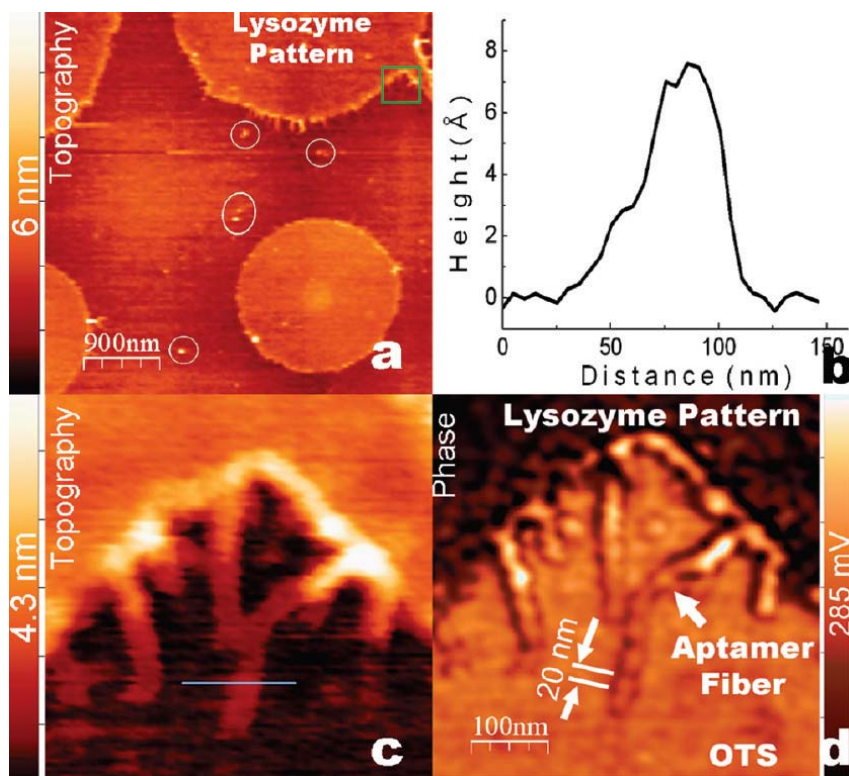 Topography
6 nm
Lysozyme
Pattern
900nm
a
Height(Å)
8
6
4
2
0
0
50
100
150
Distance (nm)
b
Topography
4.3 nm
c
Phase
Lysozyme Pattern
285 mV
20 nm
Aptamer
Fiber
100nm
OTS
d